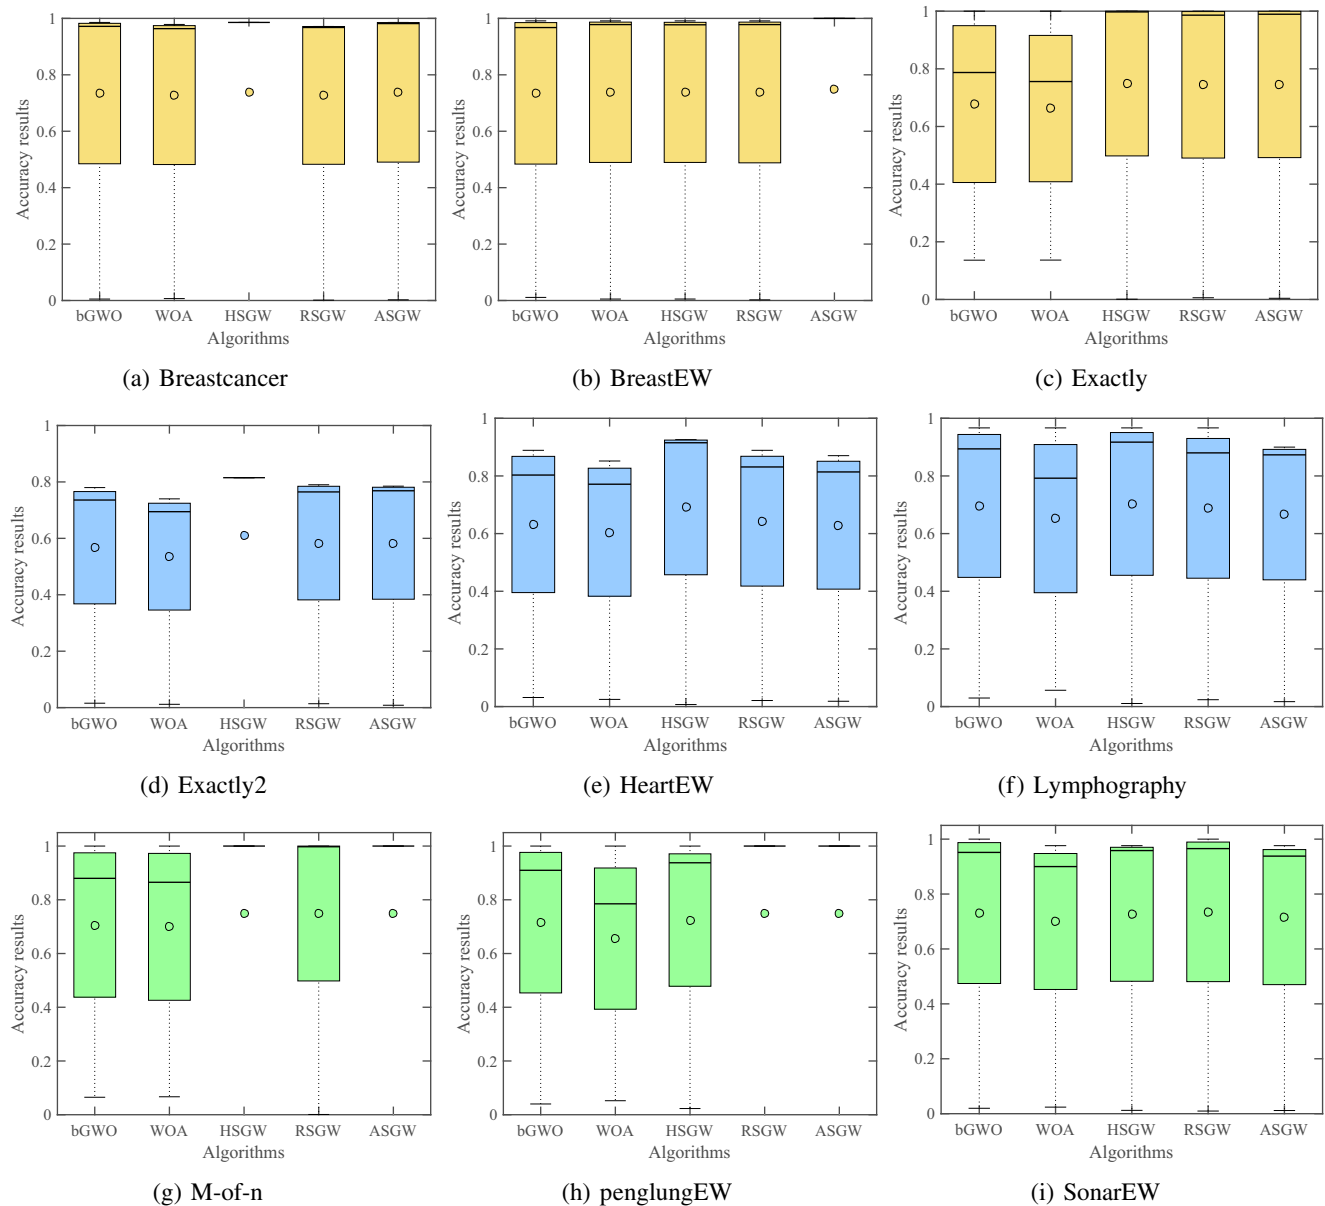 1
0.8
0.6
0.4
0.2
0
Accuracy results
bGWO WOA HSGW RSGW ASGW
Algorithms
(a) Breastcancer
1
0.8
0.6
0.4
0.2
0
Accuracy results
bGWO WOA HSGW RSGW ASGW
Algorithms
(b) BreastEW
1
0.8
0.6
0.4
0.2
0
Accuracy results
bGWO WOA HSGW RSGW ASGW
Algorithms
(c) Exactly
1
0.8
0.6
0.4
0.2
0
Accuracy results
bGWO WOA HSGW RSGW ASGW
Algorithms
(d) Exactly2
1
0.8
0.6
0.4
0.2
0
Accuracy results
bGWO WOA HSGW RSGW ASGW
Algorithms
(e) HeartEW
1
0.8
0.6
0.4
0.2
0
Accuracy results
bGWO WOA HSGW RSGW ASGW
Algorithms
(f) Lymphography
1
0.8
0.6
0.4
0.2
0
Accuracy results
bGWO WOA HSGW RSGW ASGW
Algorithms
(g) M-of-n
1
0.8
0.6
0.4
0.2
0
Accuracy results
bGWO WOA HSGW RSGW ASGW
Algorithms
(h) penglungEW
1
0.8
0.6
0.4
0.2
0
Accuracy results
bGWO WOA HSGW RSGW ASGW
Algorithms
(i) SonarEW